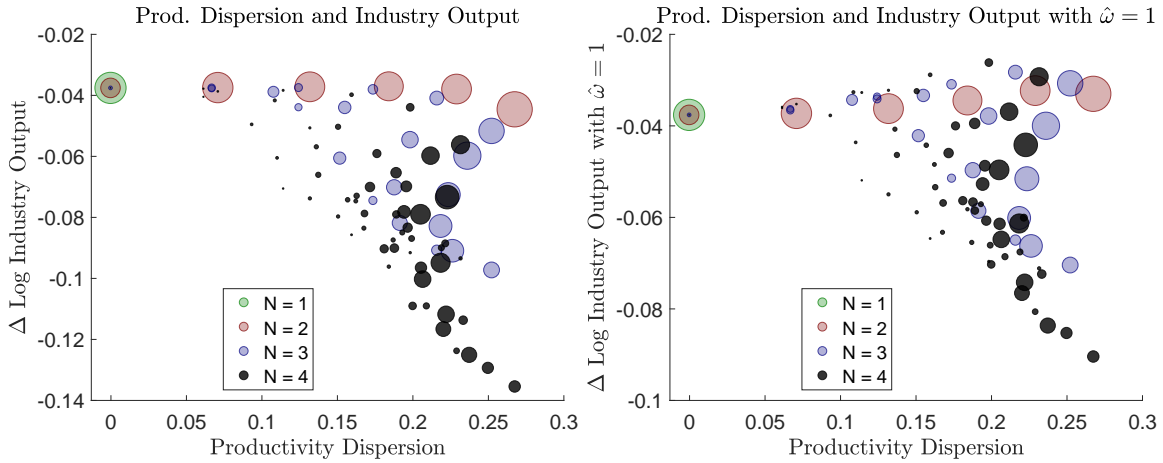 Prod. Dispersion and Industry Output
-0.02
-0.04
-0.06
-0.08
-0.1
-0.12
-0.14
Δ Log Industry Output
0
0.05
0.1
0.15
0.2
0.25
0.3
Productivity Dispersion
N = 1
N = 2
N = 3
N = 4
Prod. Dispersion and Industry Output with ω̂ = 1
-0.02
-0.04
-0.06
-0.08
-0.1
Δ Log Industry Output with ω̂ = 1
0
0.05
0.1
0.15
0.2
0.25
0.3
Productivity Dispersion
N = 1
N = 2
N = 3
N = 4